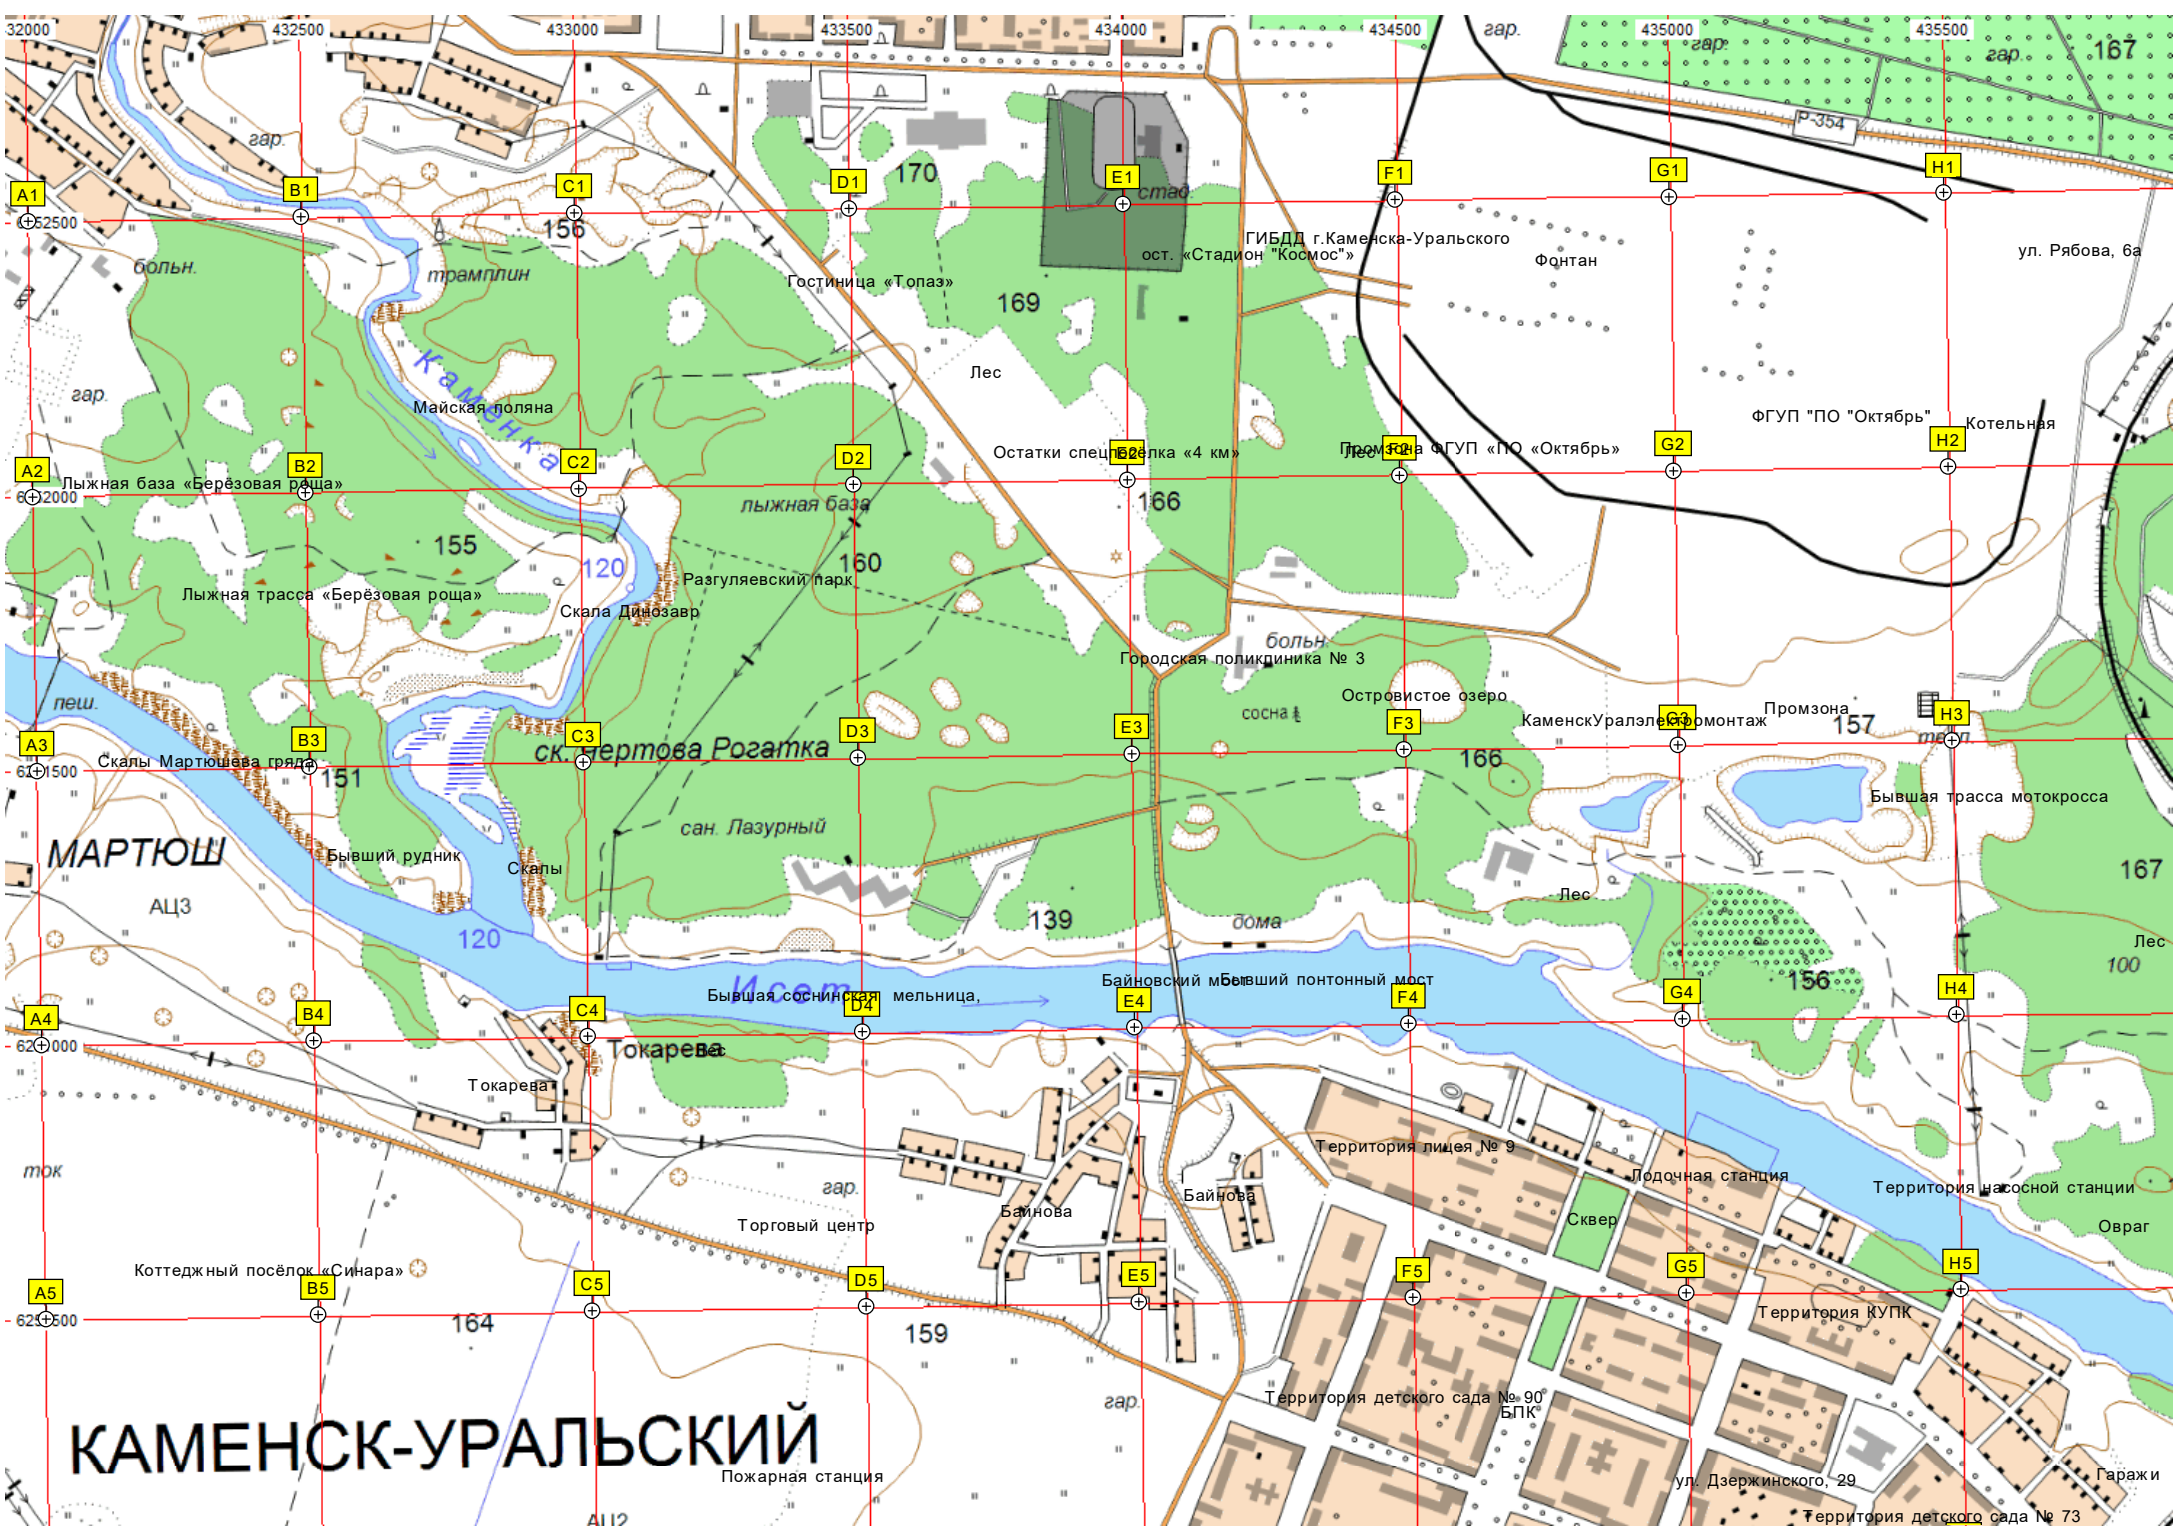 432000 432500 433000 433500 434000 434500 435000 435500
гар. гар. гар. 167
гар.
Р-354
170
A1 B1 C1 D1 E1 F1 G1 H1
стад.
6252500
156
ГИБДД г.Каменска-Уральского
ост. «Стадион "Космос"»
Фонтан
ул. Рябова, 6а
больн.
трамплин
Гостиница «Топаз»
169
Каменка
Лес
гар.
Майская поляна
ФГУП "ПО "Октябрь"
Котельная
A2 B2 C2 D2 E2 F2 G2 H2
Остатки спецпосёлка «4 км»
Лес
Промзона ФГУП «ПО «Октябрь»
Лыжная база «Берёзовая роща»
лыжная база
166
155
120
160
Разгуляевский парк
Лыжная трасса «Берёзовая роща»
Скала Динозавр
больн.
Городская поликлиника № 3
пеш.
Островистое озеро
сосна
A3 B3 C3 D3 E3 F3 G3 H3
КаменскУралэлектромонтаж
Промзона
157
ск. Чертова Рогатка
Скалы Мартюшева гряда
151
166
Бывшая трасса мотокросса
сан. Лазурный
МАРТЮШ
Бывший рудник
Скалы
167
АЦ3
Лес
139
дома
120
Лес
100
Исеть
Байновский мост
Бывший понтонный мост
156
Бывшая соснинская мельница,
A4 B4 C4 D4 E4 F4 G4 H4
Токарева
Лес
Токарева
Территория лицея № 9
ток
гар.
Лодочная станция
Территория насосной станции
Байнова
Байнова
Сквер
Овраг
Торговый центр
Коттеджный посёлок «Синара»
A5 B5 C5 D5 E5 F5 G5 H5
Территория КУПК
164
159
гар.
Территория детского сада № 90
БПК
КАМЕНСК-УРАЛЬСКИЙ
Пожарная станция
ул. Дзержинского, 29
Гаражи
АЦ2
Территория детского сада № 73